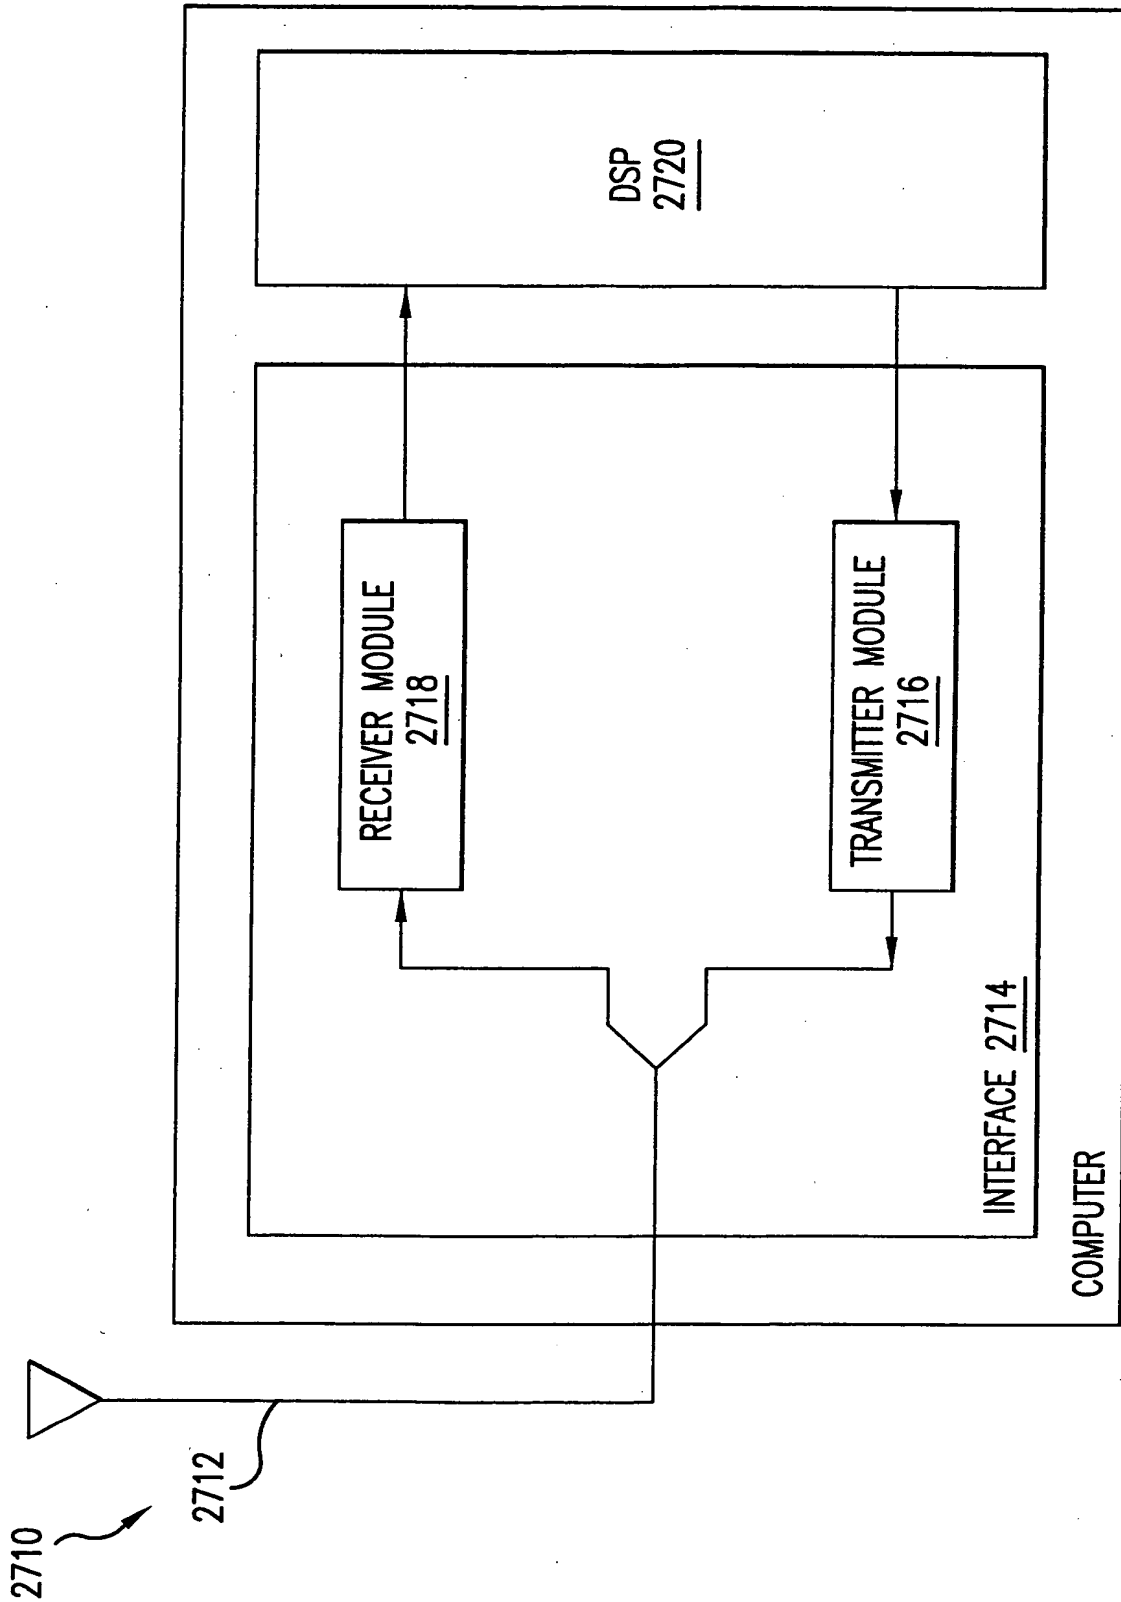 2710
2712
RECEIVER MODULE
2718
DSP
2720
TRANSMITTER MODULE
2716
INTERFACE 2714
COMPUTER